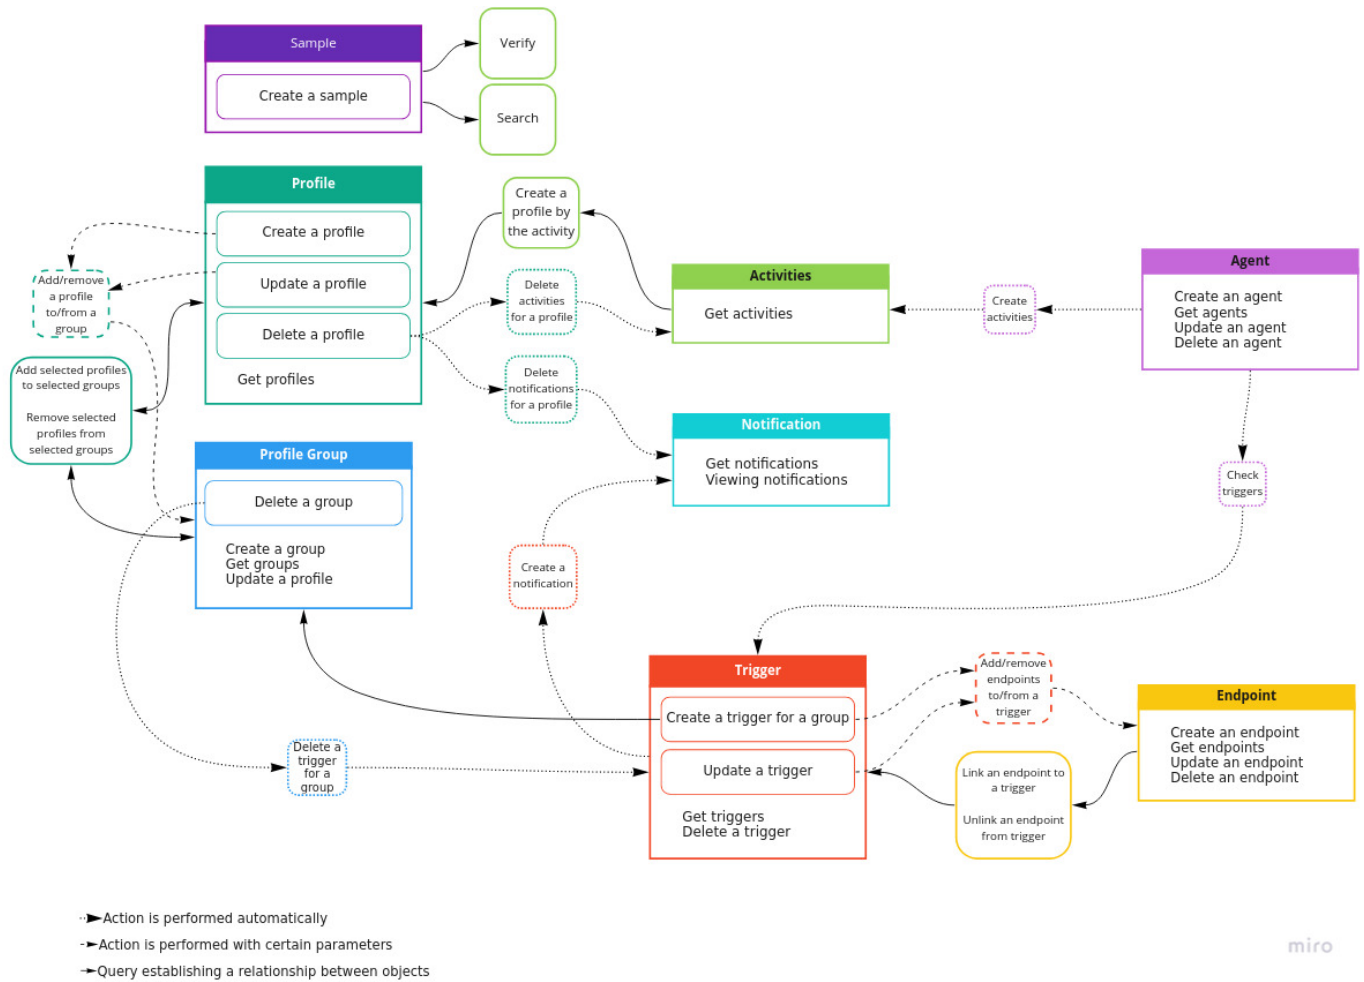 Sample
Create a sample
Verify
Search
Profile
Create a profile
Update a profile
Delete a profile
Get profiles
Create a
profile by
the activity
Delete
activities
for a profile
Delete
notifications
for a profile
Activities
Get activities
Create
activities
Agent
Create an agent
Get agents
Update an agent
Delete an agent
Add/remove
a profile
to/from a
group
Add selected profiles
to selected groups
Remove selected
profiles from
selected groups
Profile Group
Delete a group
Create a group
Get groups
Update a profile
Notification
Get notifications
Viewing notifications
Check
triggers
Create a
notification
Delete a
trigger
for a
group
Trigger
Create a trigger for a group
Update a trigger
Get triggers
Delete a trigger
Add/remove
endpoints
to/from a
trigger
Link an endpoint to
a trigger
Unlink an endpoint
from trigger
Endpoint
Create an endpoint
Get endpoints
Update an endpoint
Delete an endpoint
Action is performed automatically
Action is performed with certain parameters
Query establishing a relationship between objects
miro